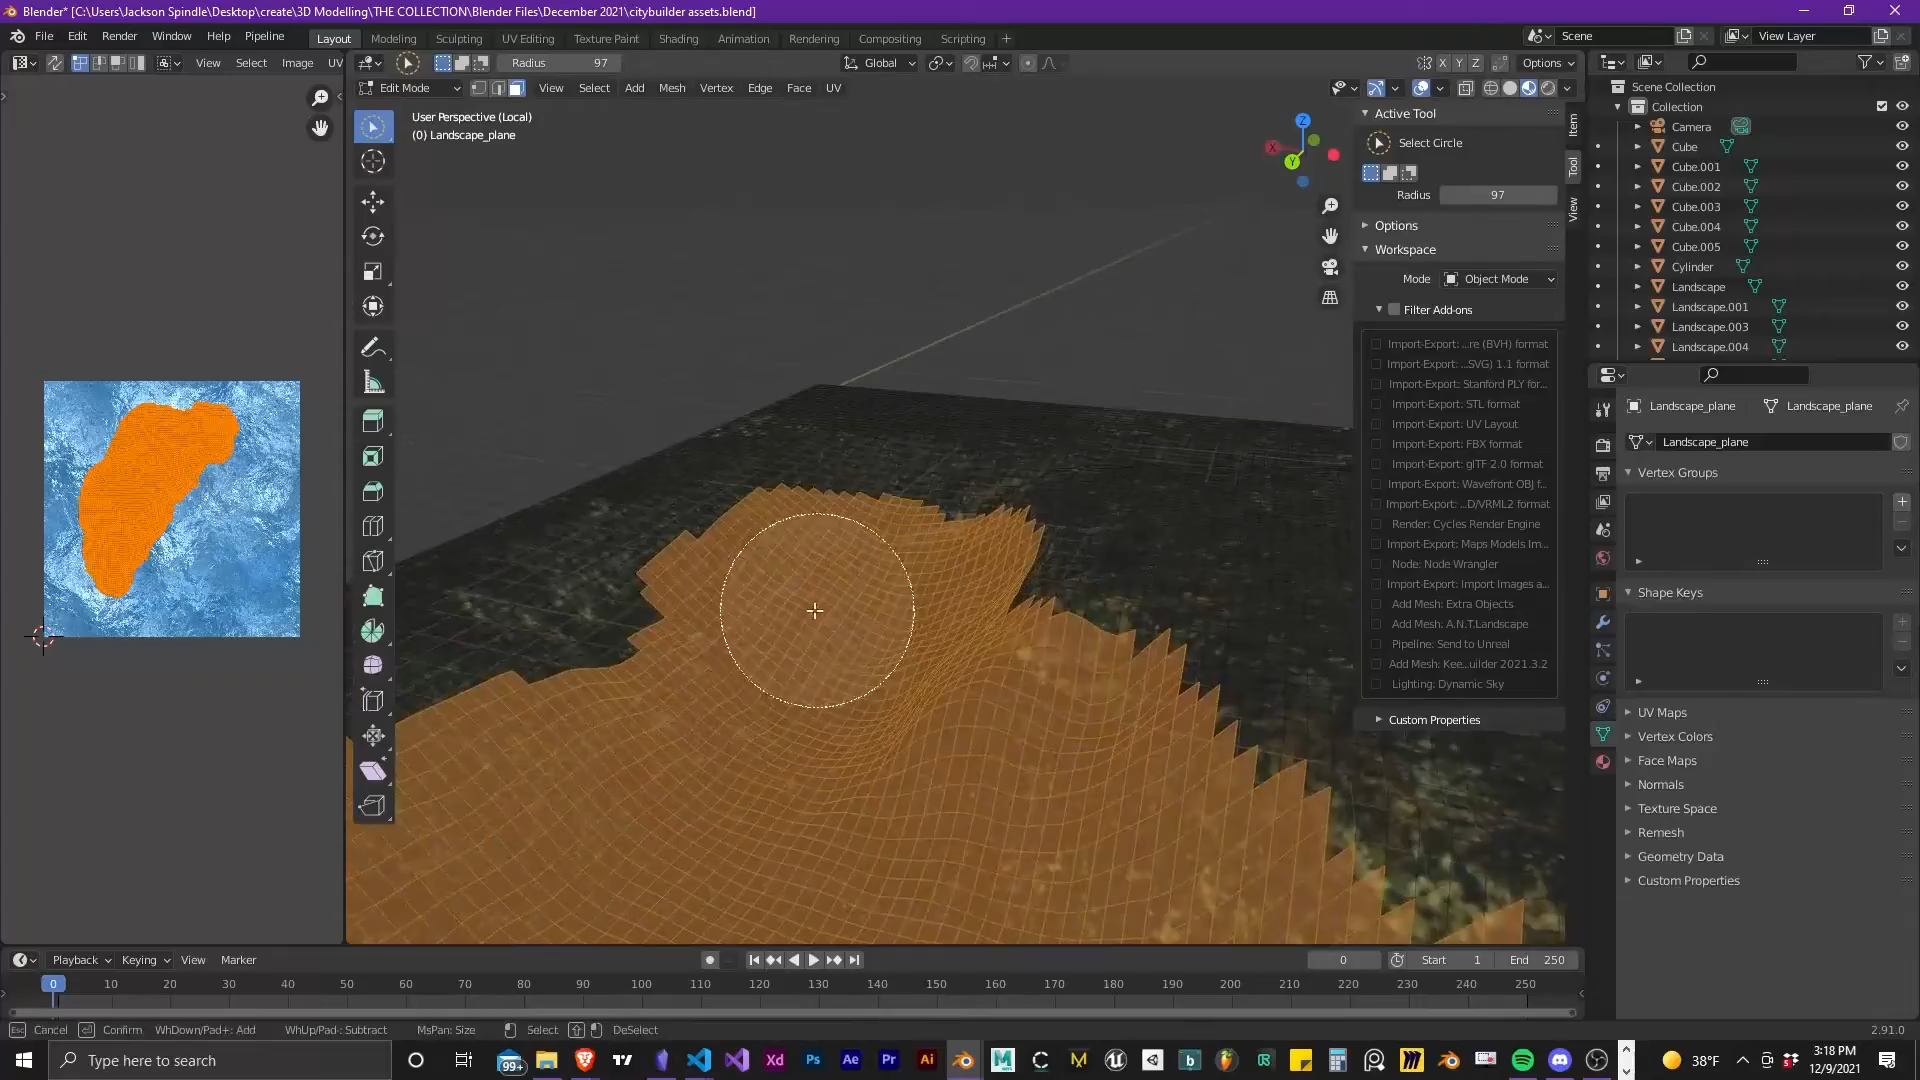 Blender* [C:\Users\Jackson Spindle\Desktop\create\3D Modelling\THE COLLECTION\Blender Files\December 2021\citybuilder assets.blend]
File Edit Render Window Help Pipeline Layout Modeling Sculpting UV Editing Texture Paint Shading Animation Rendering Compositing Scripting + Scene View Layer
View Select Image UV Radius 97 Global X Y Z Options
Edit Mode View Select Add Mesh Vertex Edge Face UV
User Perspective (Local)
(0) Landscape_plane
Z
X
Y
Active Tool
Select Circle
Radius 97
Options
Workspace
Mode Object Mode
Filter Add-ons
Import-Export: ...re (BVH) format
Import-Export: ...SVG) 1.1 format
Import-Export: Stanford PLY for...
Import-Export: STL format
Import-Export: UV Layout
Import-Export: FBX format
Import-Export: glTF 2.0 format
Import-Export: Wavefront OBJ f...
Import-Export: ...D/VRML2 format
Render: Cycles Render Engine
Import-Export: Maps Models Im...
Node: Node Wrangler
Import-Export: Import Images a...
Add Mesh: Extra Objects
Add Mesh: A.N.T.Landscape
Pipeline: Send to Unreal
Add Mesh: Kee...uilder 2021.3.2
Lighting: Dynamic Sky
Custom Properties
Item
Tool
View
Scene Collection
Collection
Camera
Cube
Cube.001
Cube.002
Cube.003
Cube.004
Cube.005
Cylinder
Landscape
Landscape.001
Landscape.003
Landscape.004
Landscape_plane Landscape_plane
Landscape_plane
Vertex Groups
Shape Keys
UV Maps
Vertex Colors
Face Maps
Normals
Texture Space
Remesh
Geometry Data
Custom Properties
Playback Keying View Marker 0 Start 1 End 250
0 10 20 30 40 50 60 70 80 90 100 110 120 130 140 150 160 170 180 190 200 210 220 230 240 250
Esc Cancel Confirm WhDown/Pad+: Add WhUp/Pad-: Subtract MsPan: Size Select DeSelect 2.91.0
Type here to search 99+ Xd Ps Ae Pr Ai 38°F 3:18 PM
12/9/2021